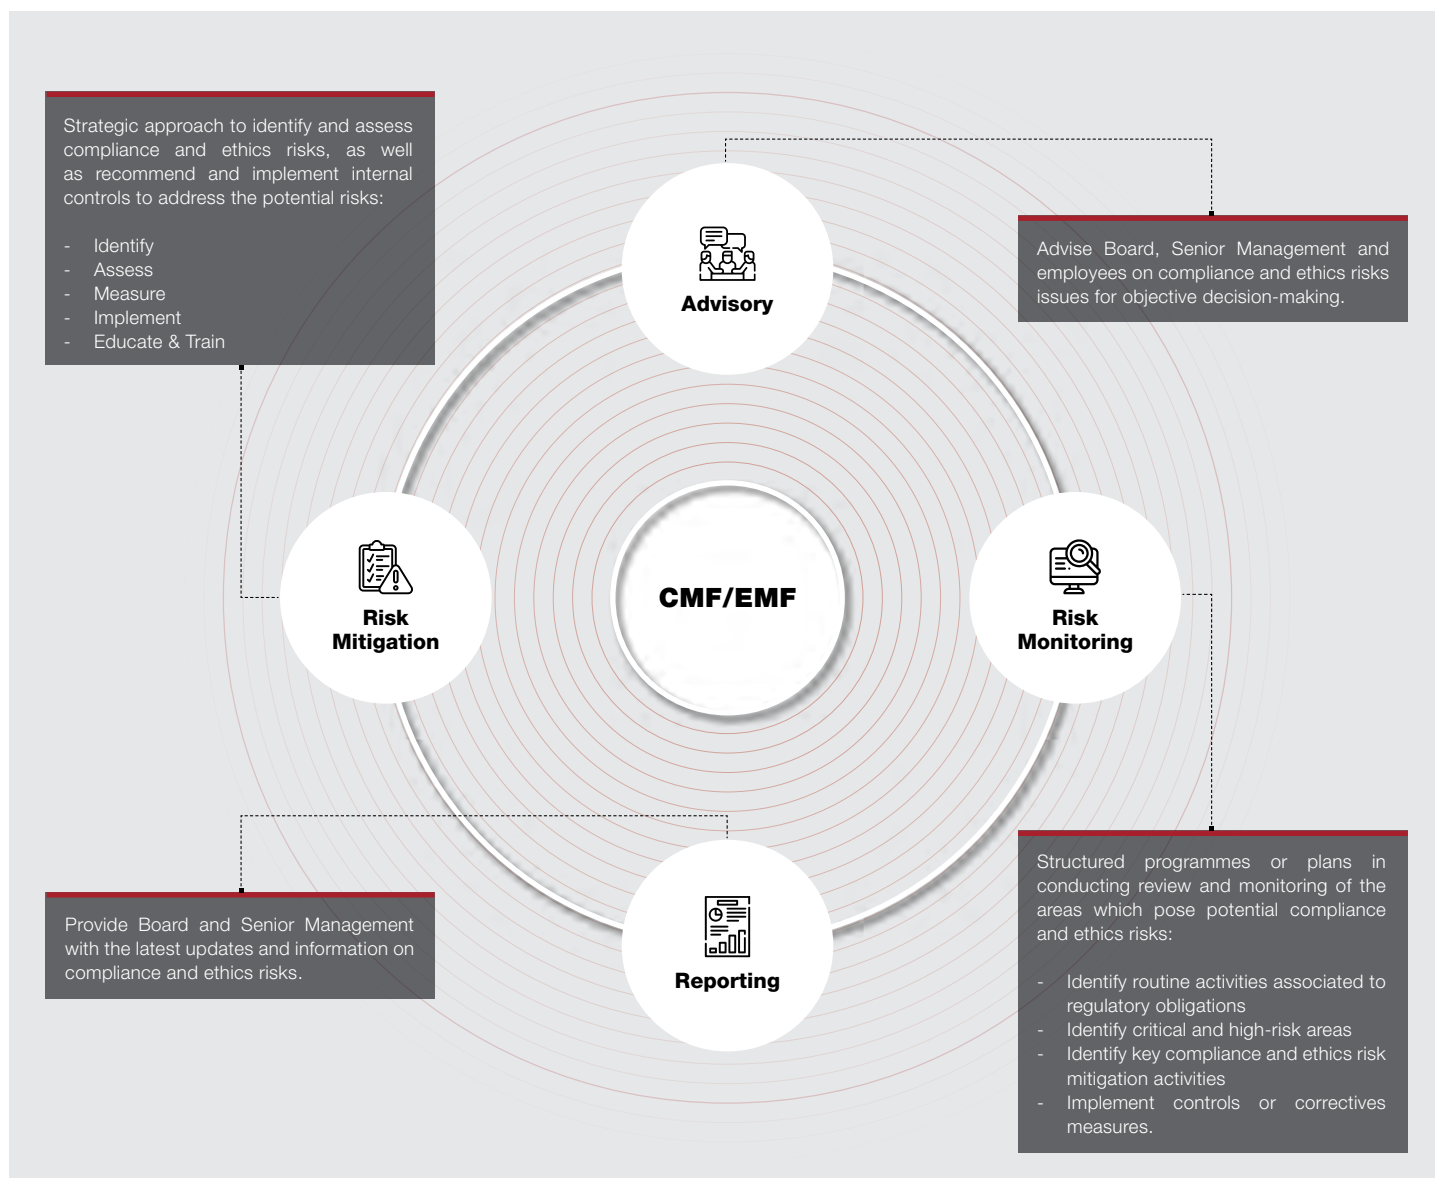 Strategic approach to identify and assess
compliance and ethics risks, as well
as recommend and implement internal
controls to address the potential risks:
- Identify
- Assess
- Measure
- Implement
- Educate & Train
Advisory
Advise Board, Senior Management and
employees on compliance and ethics risks
issues for objective decision-making.
Risk
Mitigation
CMF/EMF
Risk
Monitoring
Provide Board and Senior Management
with the latest updates and information on
compliance and ethics risks.
Reporting
Structured programmes or plans in
conducting review and monitoring of the
areas which pose potential compliance
and ethics risks:
- Identify routine activities associated to
regulatory obligations
- Identify critical and high-risk areas
- Identify key compliance and ethics risk
mitigation activities
- Implement controls or correctives
measures.